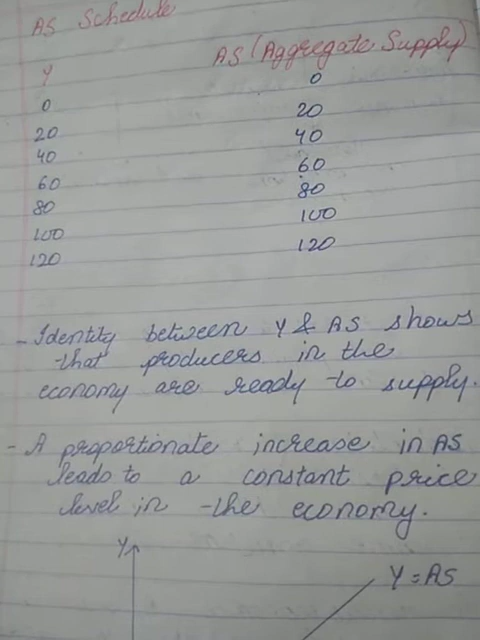 AS Schedule
Y AS (Aggregate Supply)
0 0
20 20
40 40
60 60
80 80
100 100
120 120
- Identity between Y & AS shows
that producers in the
economy are ready to supply.
- A proportionate increase in AS
leads to a constant price
level in the economy.
Y
Y = AS